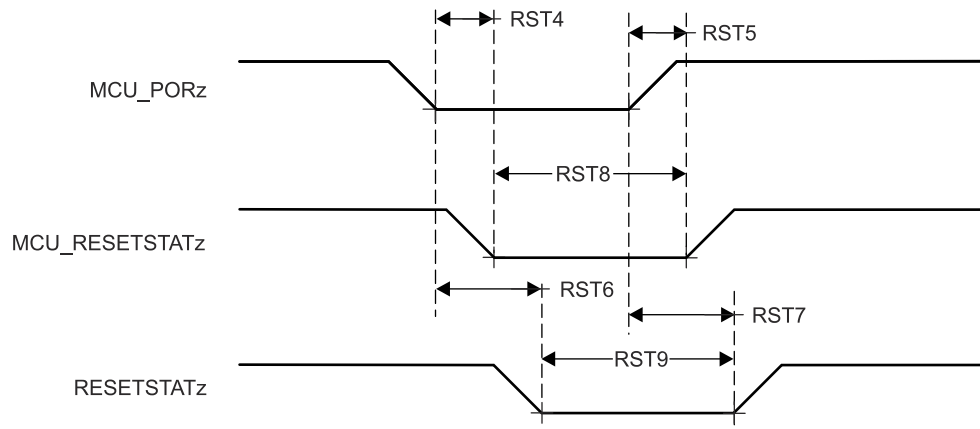 RST4
RST5
MCU_PORz
RST8
MCU_RESETSTATz
RST6
RST7
RST9
RESETSTATz